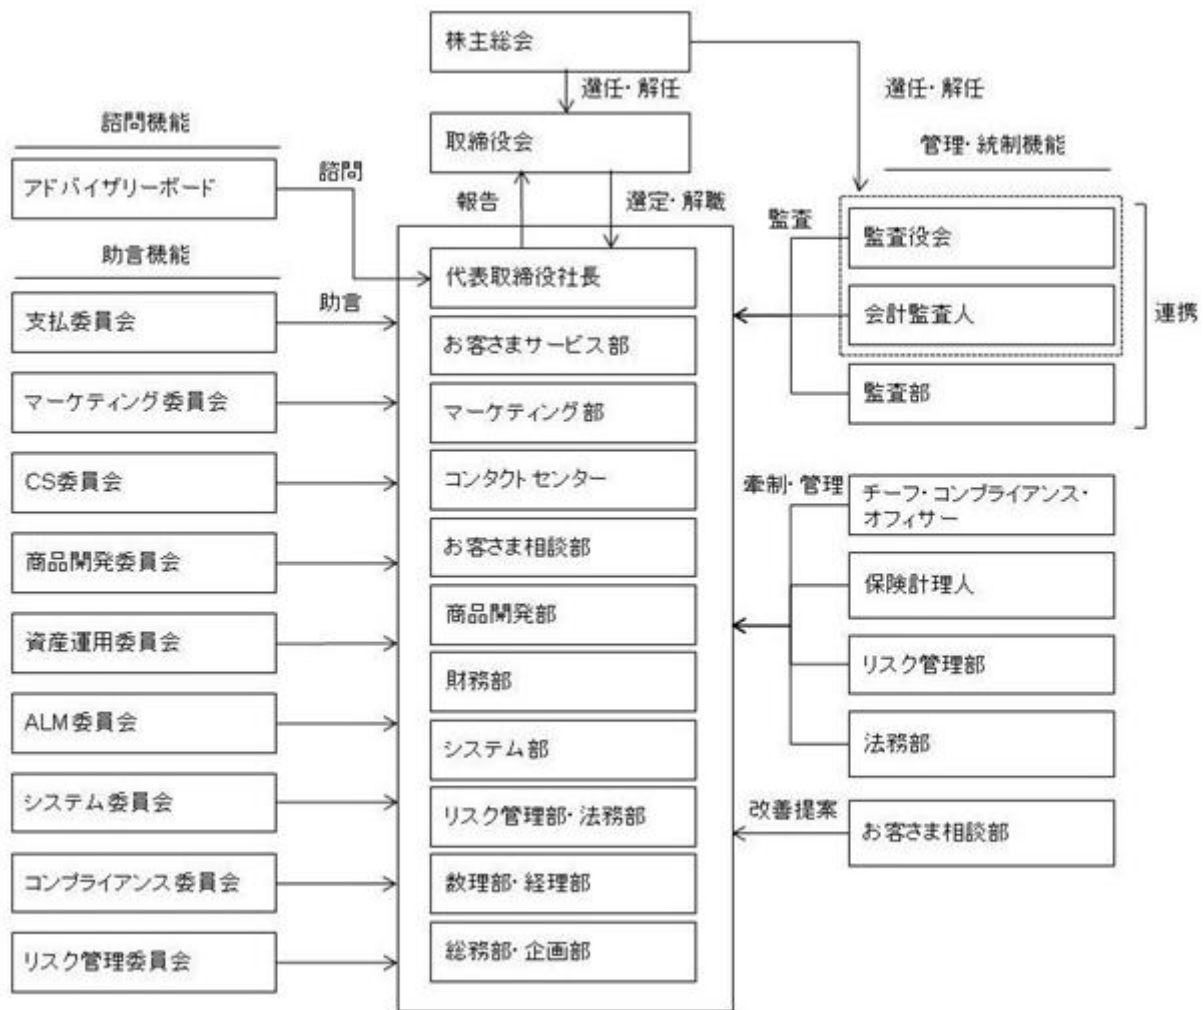 株主総会
選任・解任
選任・解任
諮問機能
取締役会
管理・統制機能
アドバイザリーボード
諮問
報告
選定・解職
監査
監査役会
助言機能
代表取締役社長
会計監査人
連携
支払委員会
助言
お客さまサービス部
監査部
マーケティング委員会
マーケティング部
CS委員会
コンタクトセンター
牽制・管理
チーフ・コンプライアンス・
オフィサー
商品開発委員会
お客さま相談部
保険計理人
資産運用委員会
商品開発部
リスク管理部
財務部
ALM委員会
システム部
法務部
システム委員会
リスク管理部・法務部
改善提案
お客さま相談部
コンプライアンス委員会
数理部・経理部
リスク管理委員会
総務部・企画部